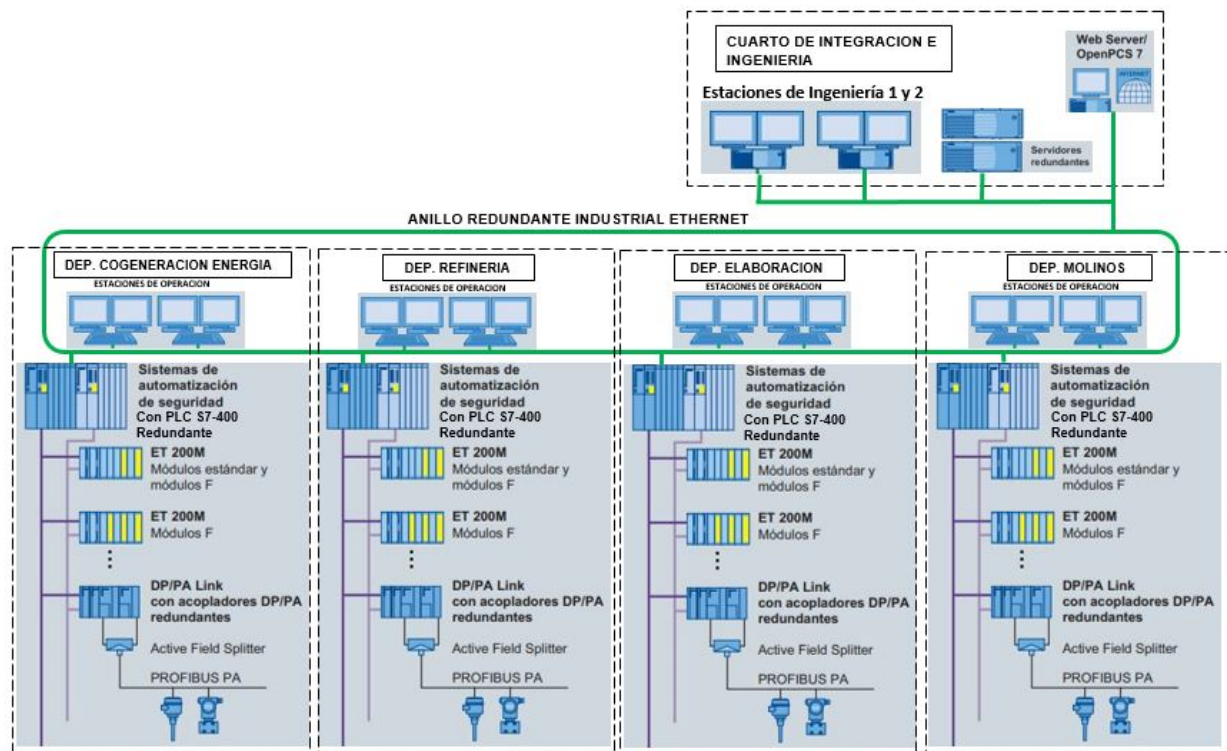 CUARTO DE INTEGRACION E
INGENIERIA
Web Server/
OpenPCS 7
INTERNET
Estaciones de Ingeniería 1 y 2
Servidores
redundantes
ANILLO REDUNDANTE INDUSTRIAL ETHERNET
DEP. COGENERACION ENERGIA
ESTACIONES DE OPERACION
Sistemas de
automatización
de seguridad
Con PLC S7-400
Redundante
ET 200M
Módulos estándar y
módulos F
ET 200M
Módulos F
DP/PA Link
con acopladores DP/PA
redundantes
Active Field Splitter
PROFIBUS PA
DEP. REFINERIA
ESTACIONES DE OPERACION
Sistemas de
automatización
de seguridad
Con PLC S7-400
Redundante
ET 200M
Módulos estándar y
módulos F
ET 200M
Módulos F
DP/PA Link
con acopladores DP/PA
redundantes
Active Field Splitter
PROFIBUS PA
DEP. ELABORACION
ESTACIONES DE OPERACION
Sistemas de
automatización
de seguridad
Con PLC S7-400
Redundante
ET 200M
Módulos estándar y
módulos F
ET 200M
Módulos F
DP/PA Link
con acopladores DP/PA
redundantes
Active Field Splitter
PROFIBUS PA
DEP. MOLINOS
ESTACIONES DE OPERACION
Sistemas de
automatización
de seguridad
Con PLC S7-400
Redundante
ET 200M
Módulos estándar y
módulos F
ET 200M
Módulos F
DP/PA Link
con acopladores DP/PA
redundantes
Active Field Splitter
PROFIBUS PA